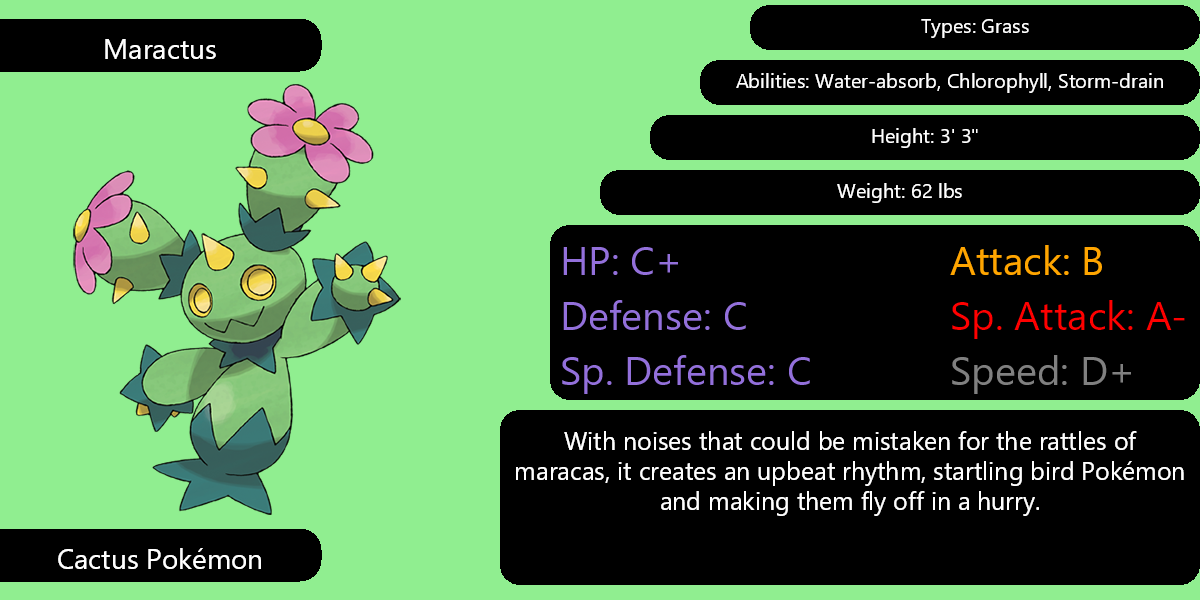 Maractus
Types: Grass
Abilities: Water-absorb, Chlorophyll, Storm-drain
Height: 3' 3"
Weight: 62 lbs
HP: C+
Attack: B
Defense: C
Sp. Attack: A-
Sp. Defense: C
Speed: D+
With noises that could be mistaken for the rattles of
maracas, it creates an upbeat rhythm, startling bird Pokémon
and making them fly off in a hurry.
Cactus Pokémon